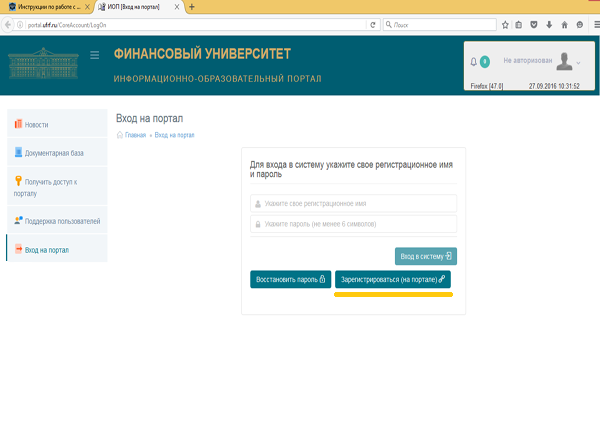 Инструкции по работе с ...
ИОП [Вход на портал]
portal.ufrf.ru/CoreAccount/LogOn
Поиск
ФИНАНСОВЫЙ УНИВЕРСИТЕТ
ИНФОРМАЦИОННО-ОБРАЗОВАТЕЛЬНЫЙ ПОРТАЛ
Не авторизован
Firefox [47.0]
27.09.2016 10:31:52
Новости
Документарная база
Получить доступ к
порталу
Поддержка пользователей
Вход на портал
Вход на портал
Главная » Вход на портал
Для входа в систему укажите свое регистрационное имя
и пароль
Укажите свое регистрационное имя
Укажите пароль (не менее 6 символов)
Вход в систему
Восстановить пароль
Зарегистрироваться (на портале)